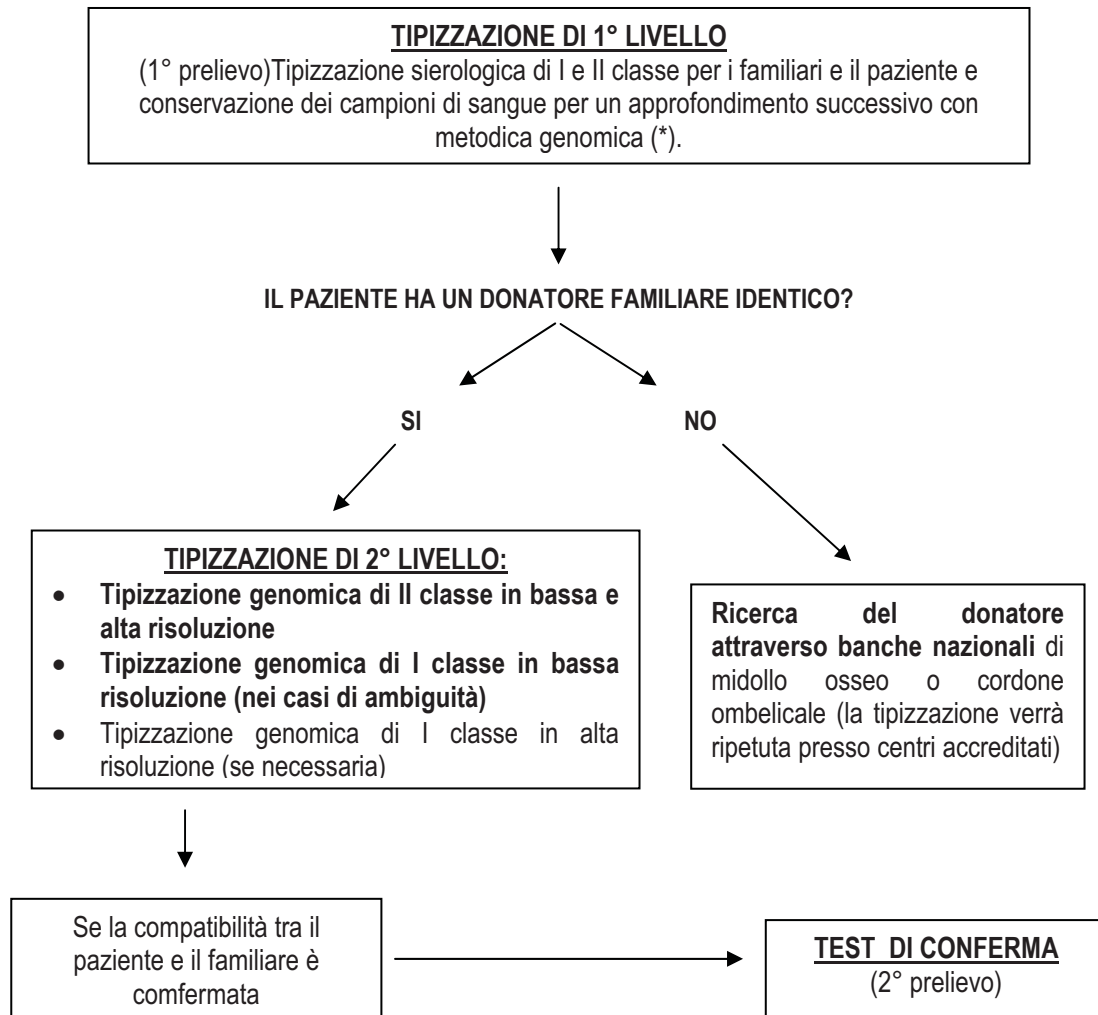 TIPIZZAZIONE DI 1° LIVELLO
(1° prelievo)Tipizzazione sierologica di I e II classe per i familiari e il paziente e
conservazione dei campioni di sangue per un approfondimento successivo con
metodica genomica (*).
IL PAZIENTE HA UN DONATORE FAMILIARE IDENTICO?
SI
NO
TIPIZZAZIONE DI 2° LIVELLO:
• Tipizzazione genomica di II classe in bassa e
alta risoluzione
• Tipizzazione genomica di I classe in bassa
risoluzione (nei casi di ambiguità)
• Tipizzazione genomica di I classe in alta
risoluzione (se necessaria)
Ricerca del donatore
attraverso banche nazionali di
midollo osseo o cordone
ombelicale (la tipizzazione verrà
ripetuta presso centri accreditati)
Se la compatibilità tra il
paziente e il familiare è
comfermata
TEST DI CONFERMA
(2° prelievo)